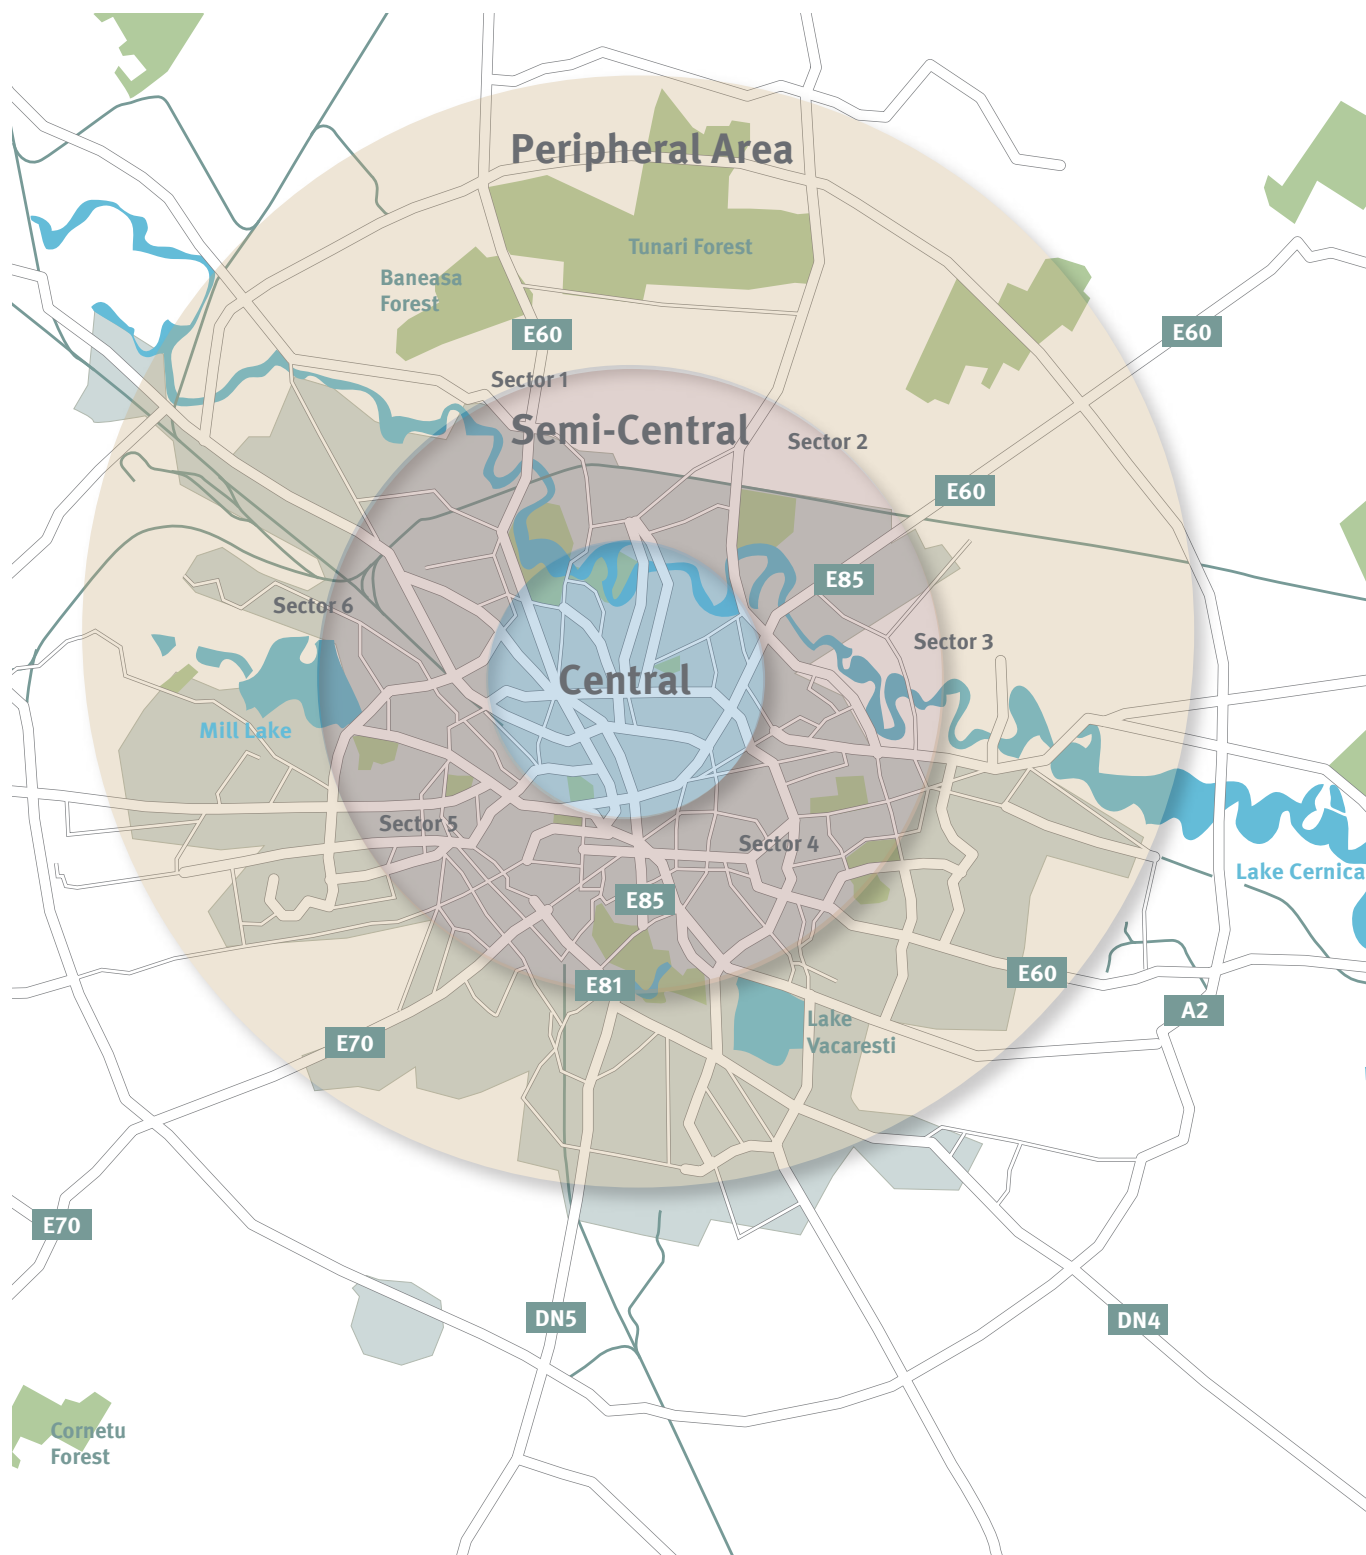 Peripheral Area
Tunari Forest
Baneasa
Forest
E60
E60
Sector 1
Semi-Central
Sector 2
E60
E85
Sector 6
Sector 3
Central
Mill Lake
Sector 5
Sector 4
Lake Cernica
E85
E60
E81
A2
Lake
Vacaresti
E70
E70
DN5
DN4
Cornetu
Forest